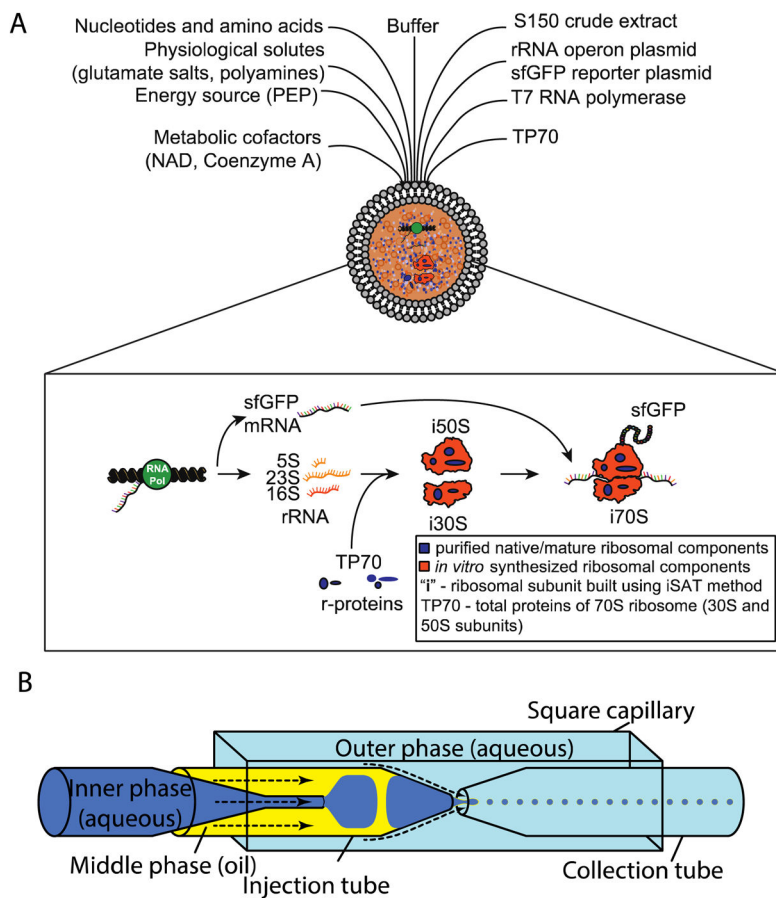 A
Nucleotides and amino acids
Physiological solutes
(glutamate salts, polyamines)
Energy source (PEP)
Metabolic cofactors
(NAD, Coenzyme A)
Buffer
S150 crude extract
rRNA operon plasmid
sfGFP reporter plasmid
T7 RNA polymerase
TP70
sfGFP
mRNA
RNA
Pol
5S
23S
16S
rRNA
TP70
r-proteins
i50S
i30S
sfGFP
i70S
purified native/mature ribosomal components
in vitro synthesized ribosomal components
"i" - ribosomal subunit built using iSAT method
TP70 - total proteins of 70S ribosome (30S and
50S subunits)
B
Square capillary
Outer phase (aqueous)
Inner phase
(aqueous)
Middle phase (oil)
Injection tube
Collection tube